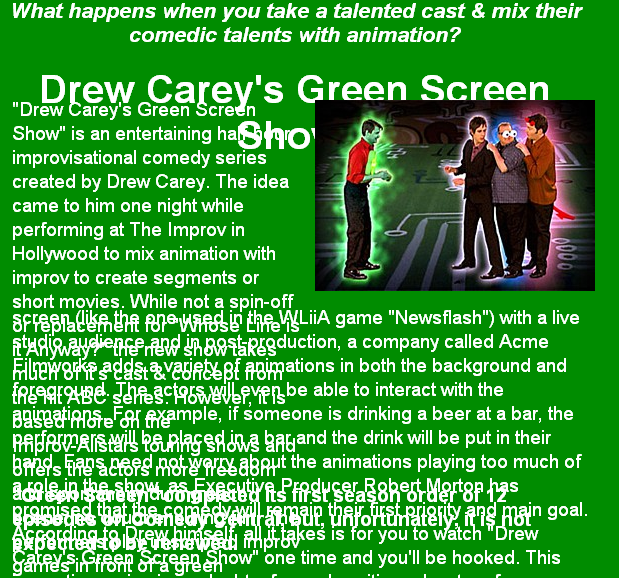 What happens when you take a talented cast & mix their
comedic talents with animation?
Drew Carey's Green Screen
Show
"Drew Carey's Green Screen
Show" is an entertaining half-hour
improvisational comedy series
created by Drew Carey. The idea
came to him one night while
performing at The Improv in
Hollywood to mix animation with
improv to create segments or
short movies. While not a spin-off
or replacement for "Whose Line is
it Anyway?" the new show takes
much of it's cast & concept from
the hit ABC series. However, it is
based more on the
Improv-Allstars touring shows and
offers the actors more freedom
improv
games in front of a green
screen (like the one used in the WLiiA game "Newsflash") with a live
studio audience and in post-production, a company called Acme
Filmworks adds a variety of animations in both the background and
foreground. The actors will even be able to interact with the
animations. For example, if someone is drinking a beer at a bar, the
performers will be placed in a bar and the drink will be put in their
hand. Fans need not worry about the animations playing too much of
a role in the show, as Executive Producer Robert Morton has
promised that the comedy will remain their first priority and main goal.
According to Drew himself, all it takes is for you to watch "Drew
Carey's Green Screen Show" one time and you'll be hooked. This
"Green Screen" completed its first season order of 12
episodes on Comedy Central but, unfortunately, it is not
expected to be renewed.